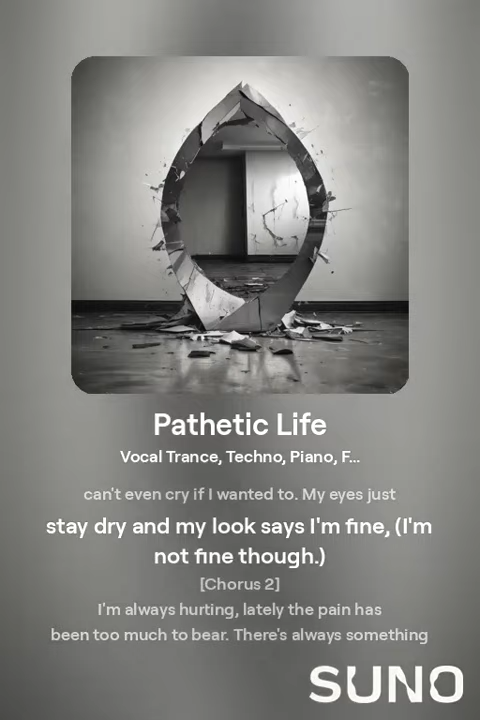 Pathetic Life
Vocal Trance, Techno, Piano, F...
can't even cry if I wanted to. My eyes just
stay dry and my look says I'm fine, (I'm
not fine though.)
[Chorus 2]
I'm always hurting, lately the pain has
been too much to bear. There's always something
SUNO